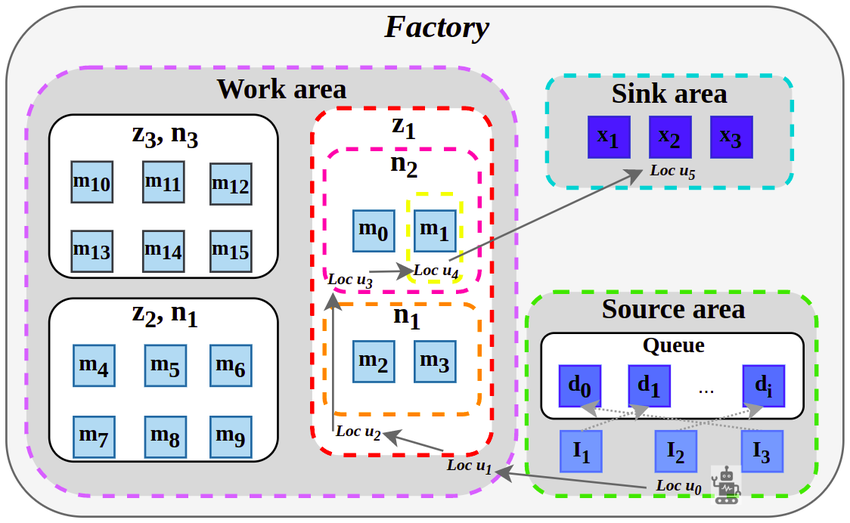 Factory
Work area
z3, n3
m10 m11 m12
m13 m14 m15
z2, n1
m4 m5 m6
m7 m8 m9
z1
n2
m0 m1
Loc u3 Loc u4
n1
m2 m3
Loc u2
Loc u1
Sink area
x1 x2 x3
Loc u5
Source area
Queue
d0 d1 ... di
I1 I2 I3
Loc u0